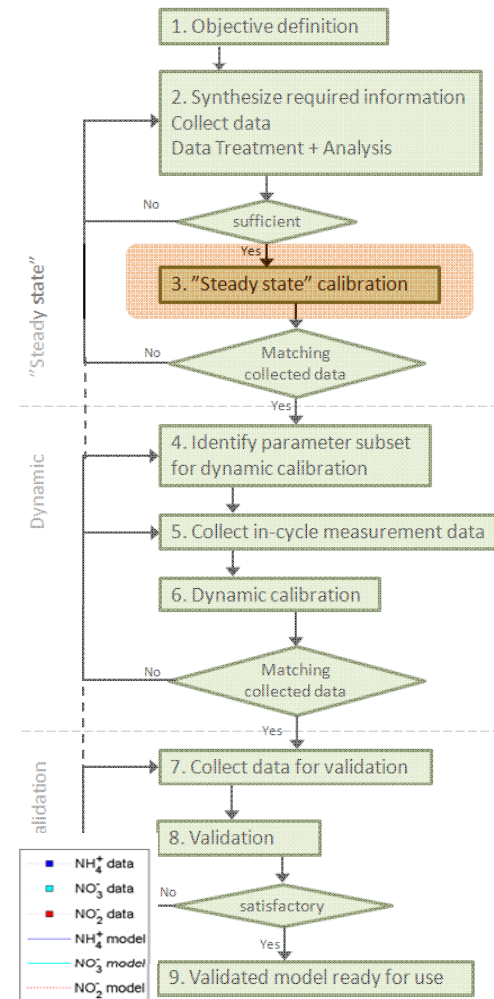 1. Objective definition
2. Synthesize required information
Collect data
Data Treatment + Analysis
No
sufficient
Yes
3. ”Steady state” calibration
”Steady state”
No
Matching
collected data
Yes
Dynamic
4. Identify parameter subset
for dynamic calibration
5. Collect in-cycle measurement data
6. Dynamic calibration
No
Matching
collected data
Yes
alidation
7. Collect data for validation
8. Validation
No
satisfactory
Yes
9. Validated model ready for use
NH₄⁺ data
NO₃⁻ data
NO₂⁻ data
NH₄⁺ model
NO₃⁻ model
NO₂⁻ model